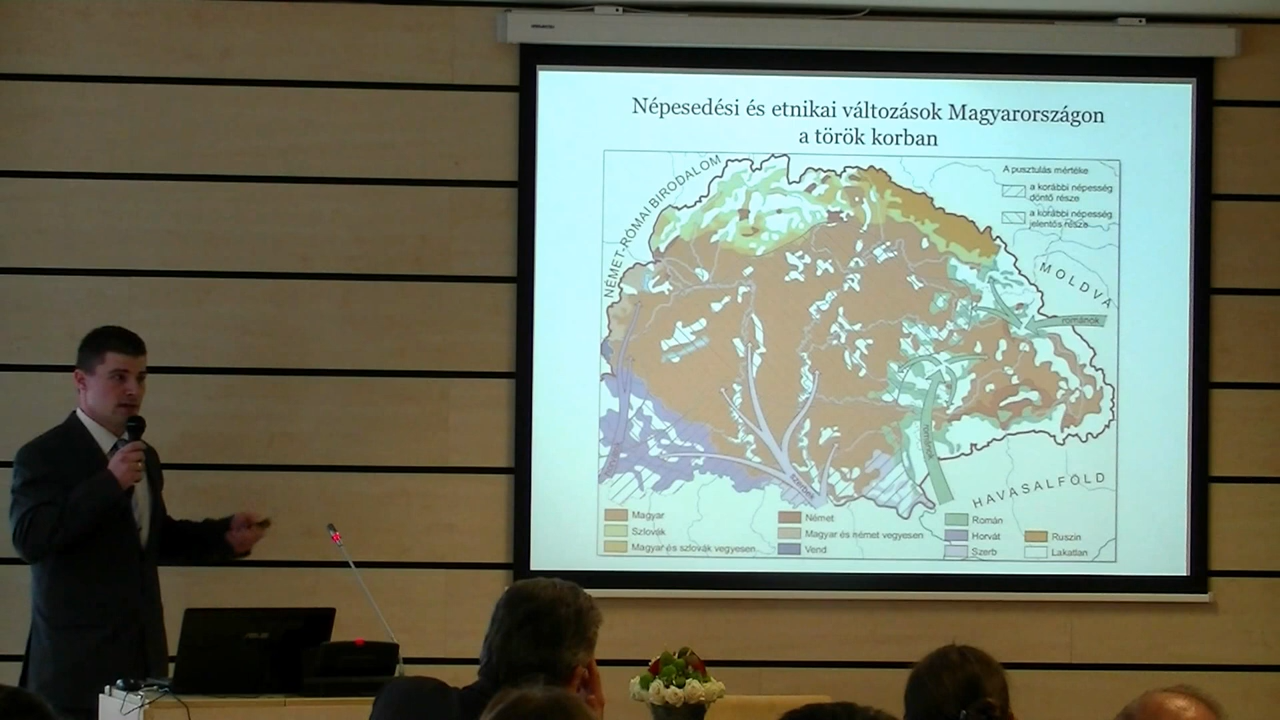 Népesedési és etnikai változások Magyarországon
a török korban
NÉMET-RÓMAI BIRODALOM
A pusztulás mértéke
a korábbi népesség
döntő része
a korábbi népesség
jelentős része
MOLDVA
románok
HAVASALFÖLD
Magyar
Szlovák
Magyar és szlovák vegyesen
Német
Magyar és német vegyesen
Vend
Román
Horvát
Szerb
Ruszin
Lakatlan